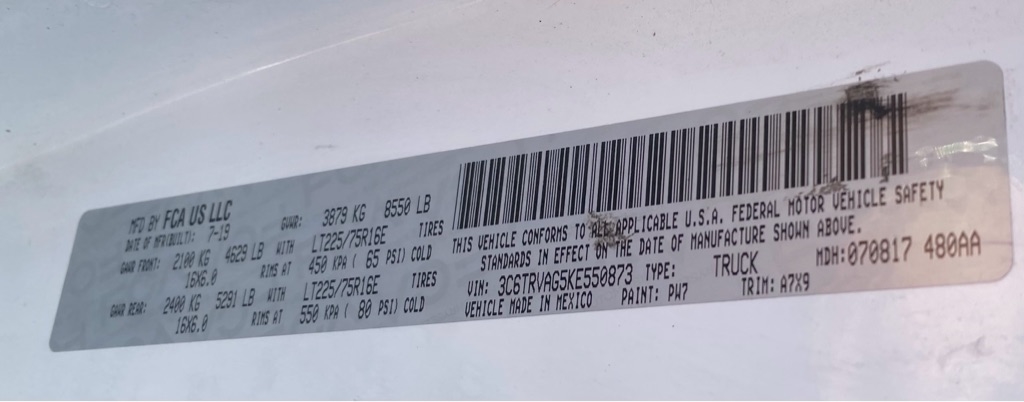 MFD BY FCA US LLC
DATE OF MFR(BUILT): 7-19
GVWR: 3879 KG 8550 LB
GAWR FRONT: 2100 KG 4629 LB WITH LT225/75R16E TIRES
16X6.0 RIMS AT 450 KPA ( 65 PSI) COLD
GAWR REAR: 2400 KG 5291 LB WITH LT225/75R16E TIRES
16X6.0 RIMS AT 550 KPA ( 80 PSI) COLD
THIS VEHICLE CONFORMS TO ALL APPLICABLE U.S.A. FEDERAL MOTOR VEHICLE SAFETY
STANDARDS IN EFFECT ON THE DATE OF MANUFACTURE SHOWN ABOVE.
VIN: 3C6TRVAG5KE550873 TYPE: TRUCK MDH:070817 480AA
VEHICLE MADE IN MEXICO PAINT: PW7 TRIM: A7X9